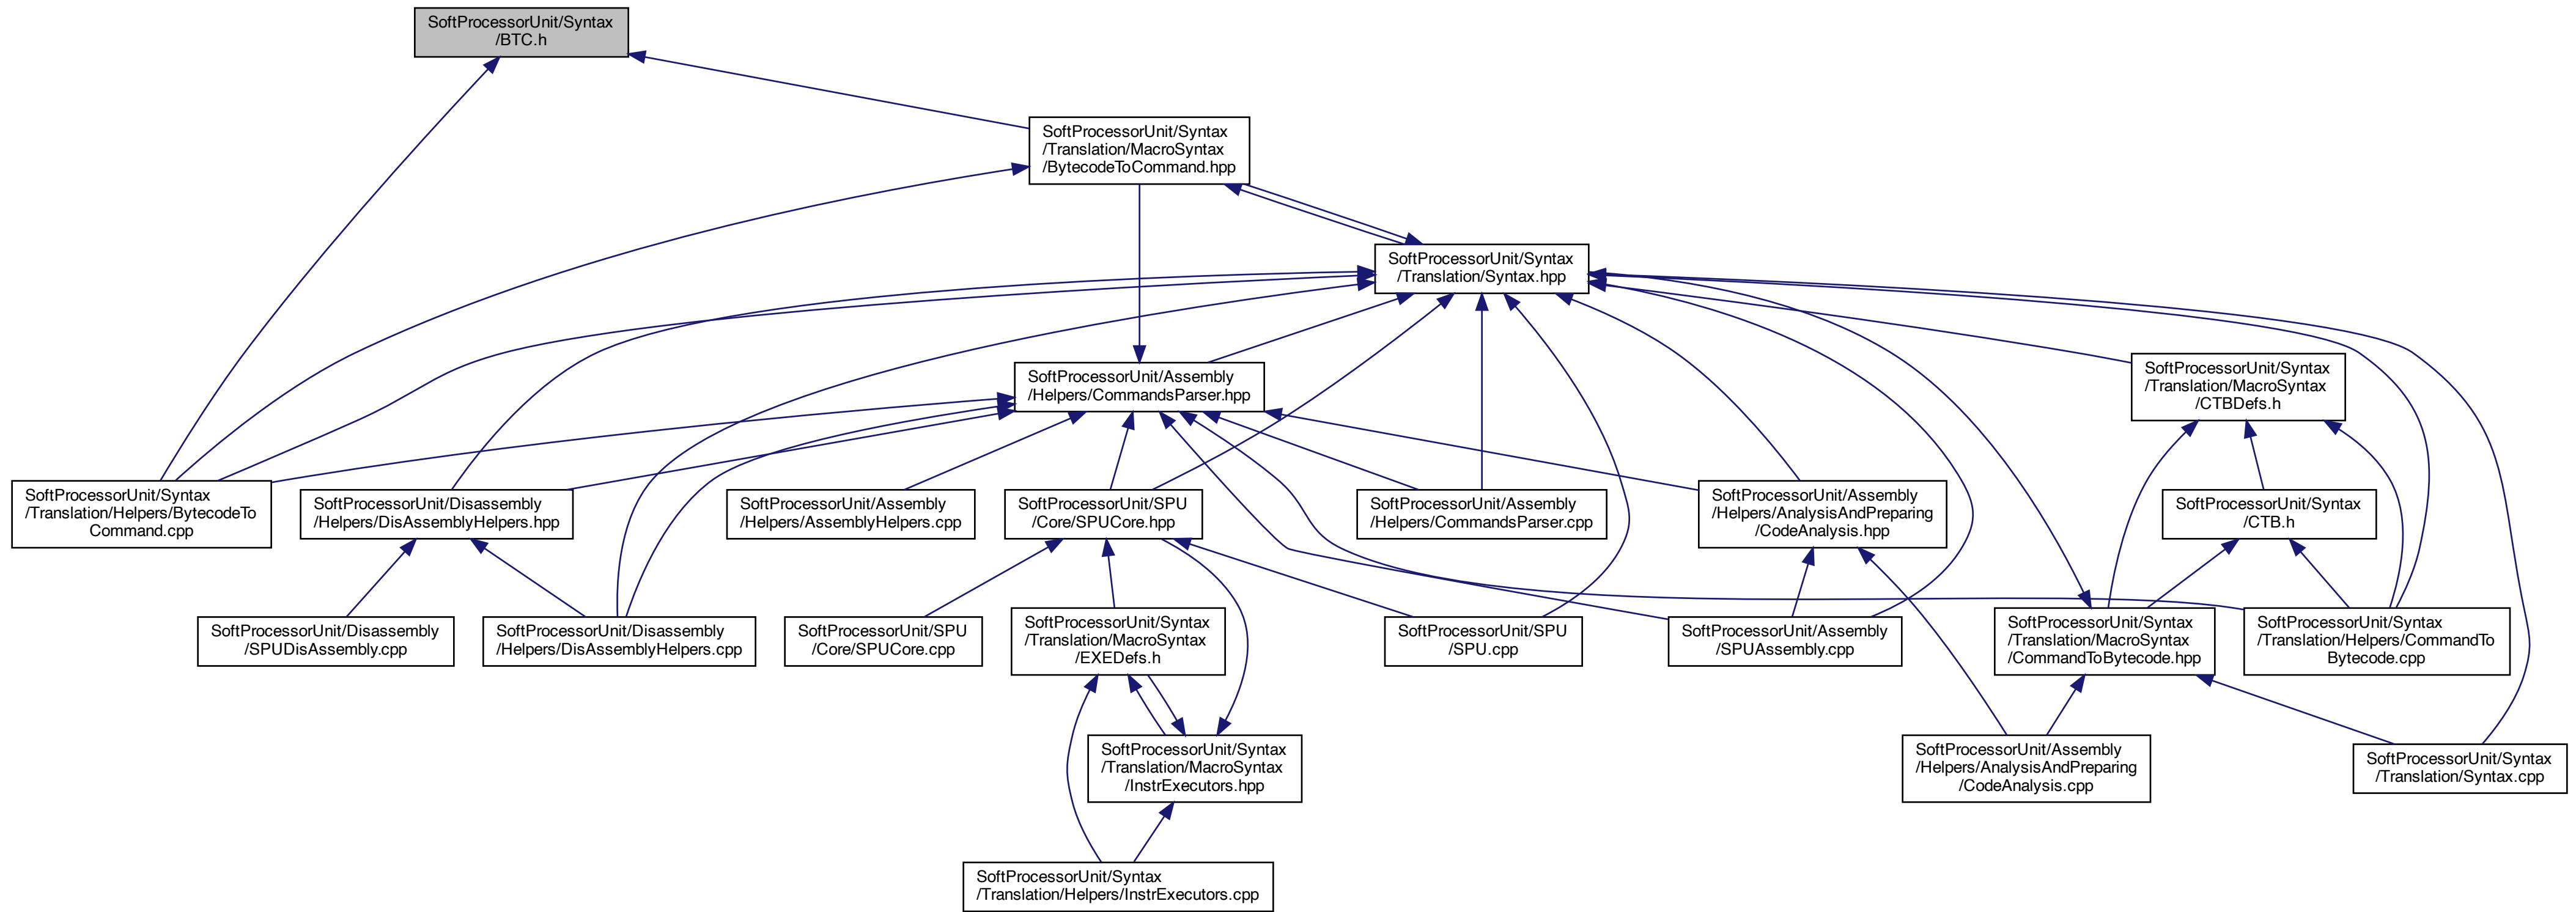 SoftProcessorUnit/Syntax
/BTC.h
SoftProcessorUnit/Syntax
/Translation/MacroSyntax
/BytecodeToCommand.hpp
SoftProcessorUnit/Syntax
/Translation/Syntax.hpp
SoftProcessorUnit/Assembly
/Helpers/CommandsParser.hpp
SoftProcessorUnit/Syntax
/Translation/MacroSyntax
/CTBDefs.h
SoftProcessorUnit/Syntax
/Translation/Helpers/BytecodeTo
Command.cpp
SoftProcessorUnit/Disassembly
/Helpers/DisAssemblyHelpers.hpp
SoftProcessorUnit/Assembly
/Helpers/AssemblyHelpers.cpp
SoftProcessorUnit/SPU
/Core/SPUCore.hpp
SoftProcessorUnit/Assembly
/Helpers/CommandsParser.cpp
SoftProcessorUnit/Assembly
/Helpers/AnalysisAndPreparing
/CodeAnalysis.hpp
SoftProcessorUnit/Syntax
/CTB.h
SoftProcessorUnit/Disassembly
/SPUDisAssembly.cpp
SoftProcessorUnit/Disassembly
/Helpers/DisAssemblyHelpers.cpp
SoftProcessorUnit/SPU
/Core/SPUCore.cpp
SoftProcessorUnit/Syntax
/Translation/MacroSyntax
/EXEDefs.h
SoftProcessorUnit/SPU
/SPU.cpp
SoftProcessorUnit/Assembly
/SPUAssembly.cpp
SoftProcessorUnit/Syntax
/Translation/MacroSyntax
/CommandToBytecode.hpp
SoftProcessorUnit/Syntax
/Translation/Helpers/CommandTo
Bytecode.cpp
SoftProcessorUnit/Syntax
/Translation/MacroSyntax
/InstrExecutors.hpp
SoftProcessorUnit/Assembly
/Helpers/AnalysisAndPreparing
/CodeAnalysis.cpp
SoftProcessorUnit/Syntax
/Translation/Syntax.cpp
SoftProcessorUnit/Syntax
/Translation/Helpers/InstrExecutors.cpp